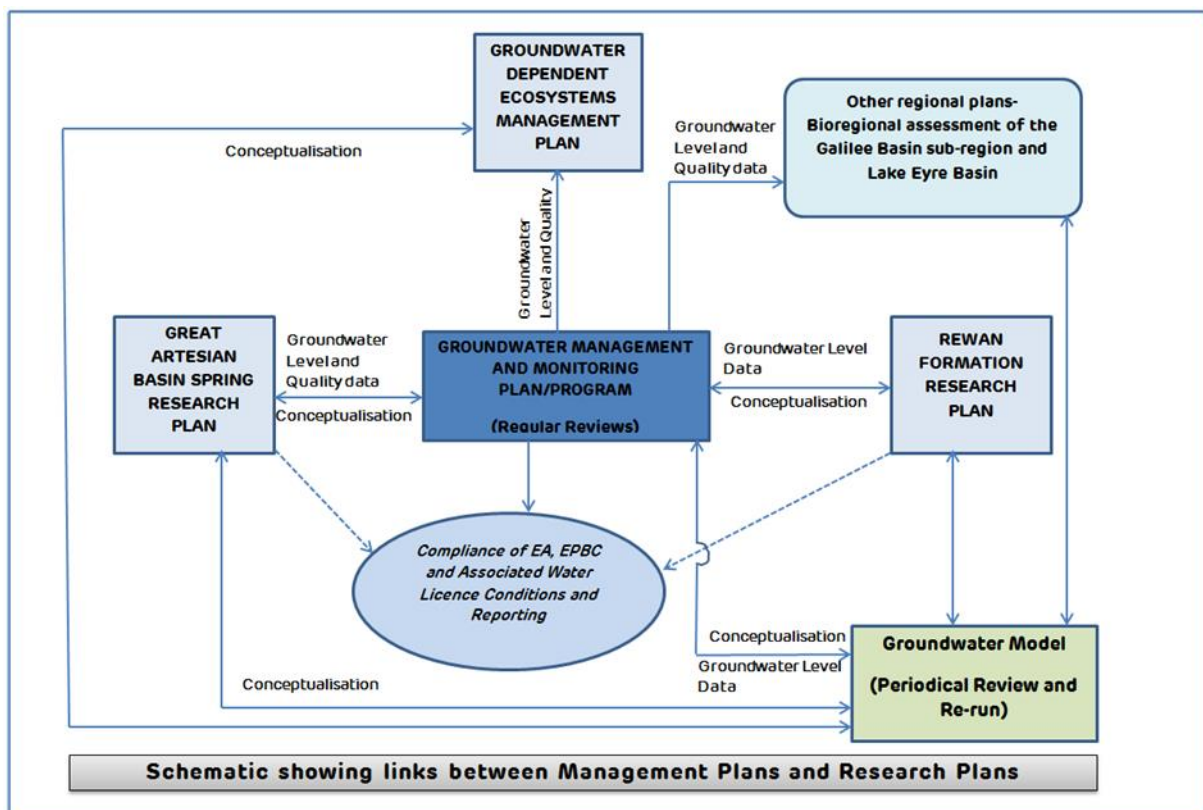 GROUNDWATER
DEPENDENT
ECOSYSTEMS
MANAGEMENT
PLAN
Other regional plans-
Bioregional assessment of the
Galilee Basin sub-region and
Lake Eyre Basin
Groundwater
Level and
Quality data
Conceptualisation
Groundwater
Level and Quality
GREAT
ARTESIAN
BASIN SPRING
RESEARCH
PLAN
Groundwater
Level and
Quality data
Conceptualisation
GROUNDWATER MANAGEMENT
AND MONITORING
PLAN/PROGRAM
(Regular Reviews)
Groundwater Level
Data
Conceptualisation
REWAN
FORMATION
RESEARCH
PLAN
Compliance of EA, EPBC
and Associated Water
Licence Conditions and
Reporting
Conceptualisation
Groundwater Level
Data
Conceptualisation
Groundwater Model
(Periodical Review and
Re-run)
Schematic showing links between Management Plans and Research Plans